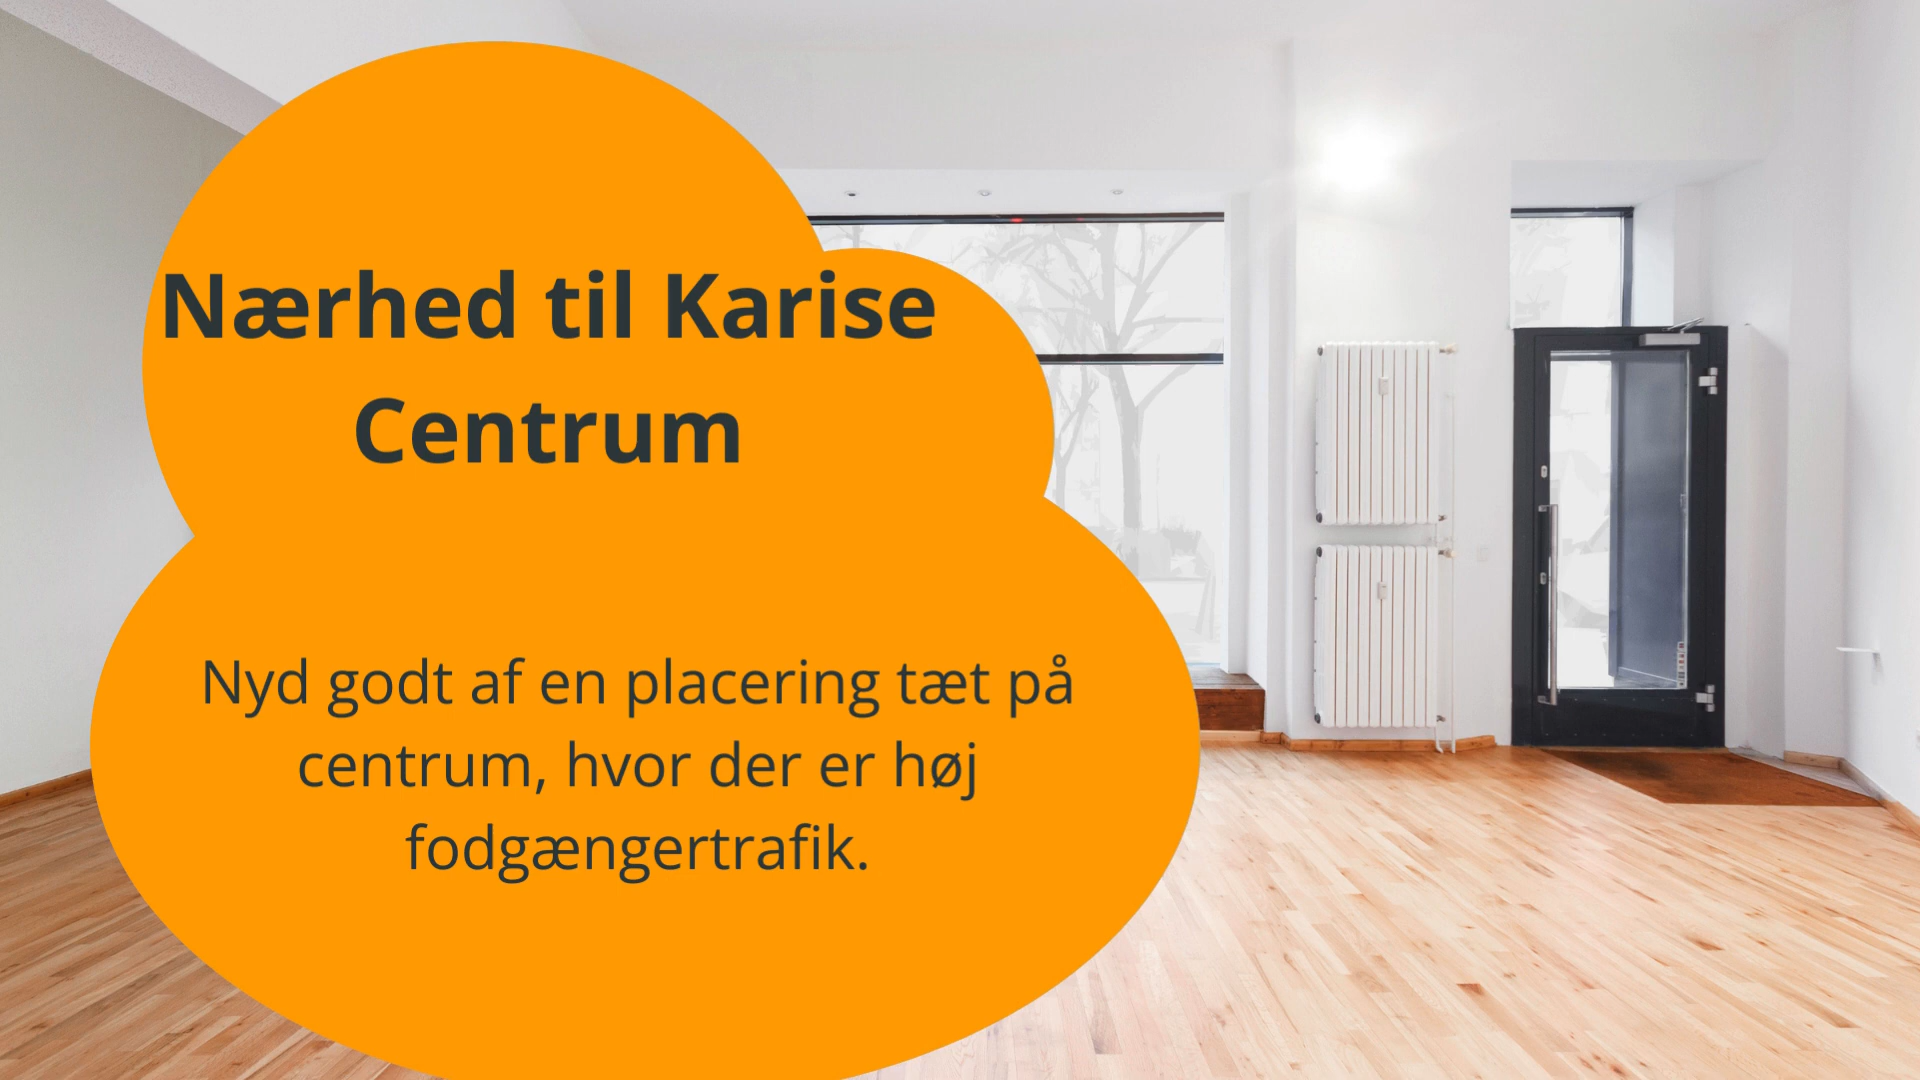 Nærhed til Karise
Centrum
Nyd godt af en placering tæt på
centrum, hvor der er høj
fodgængertrafik.